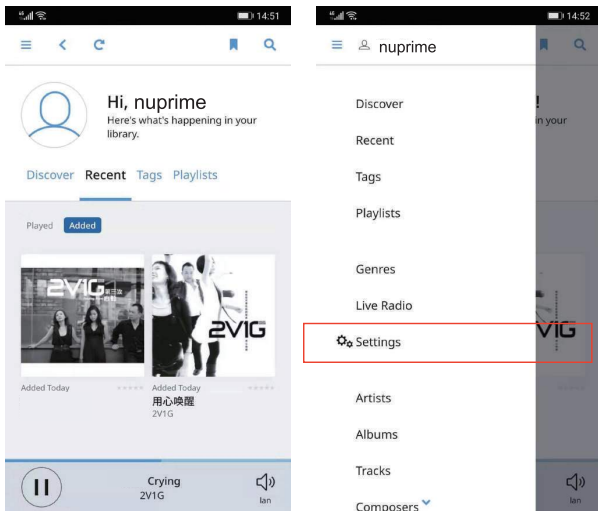 14:51
Hi, nuprime
Here's what's happening in your
library.
Discover Recent Tags Playlists
Played Added
2V1G
2V1G
Added Today
Added Today
用心唤醒
2V1G
Crying
2V1G
lan
14:52
nuprime
!
in your
Discover
Recent
Tags
Playlists
Genres
Live Radio
Settings
V1G
Artists
Albums
Tracks
Composers
lan